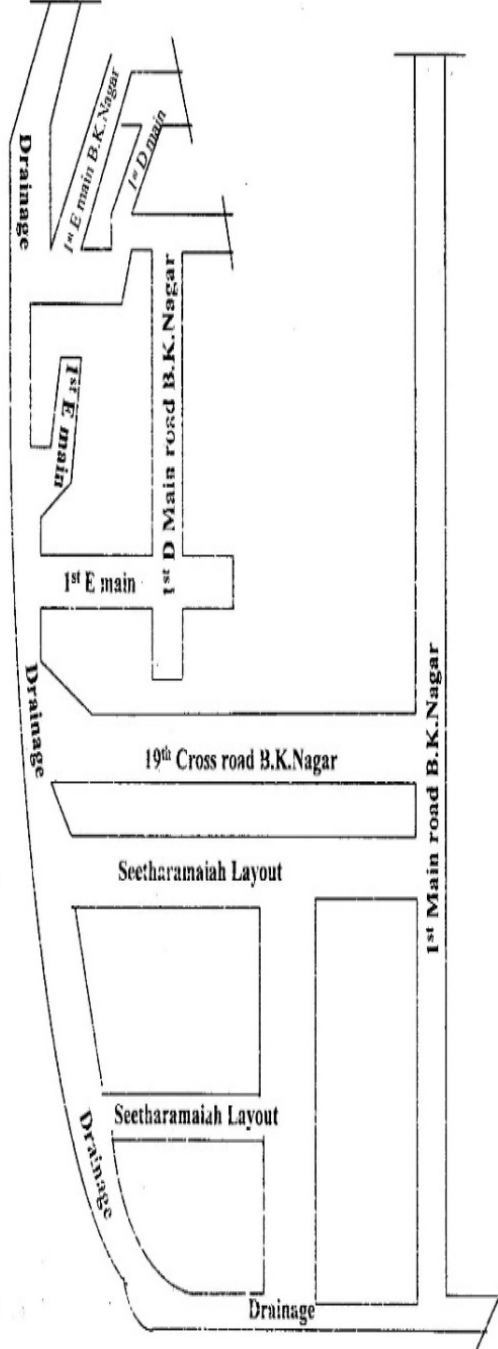 Drainage
1st E main B.K.Nagar
1st D main
1st E main
1st D Main road B.K.Nagar
1st E main
Drainage
19th Cross road B.K.Nagar
1st Main road B.K.Nagar
Seetharamaiah Layout
Seetharamaiah Layout
Drainage
Drainage